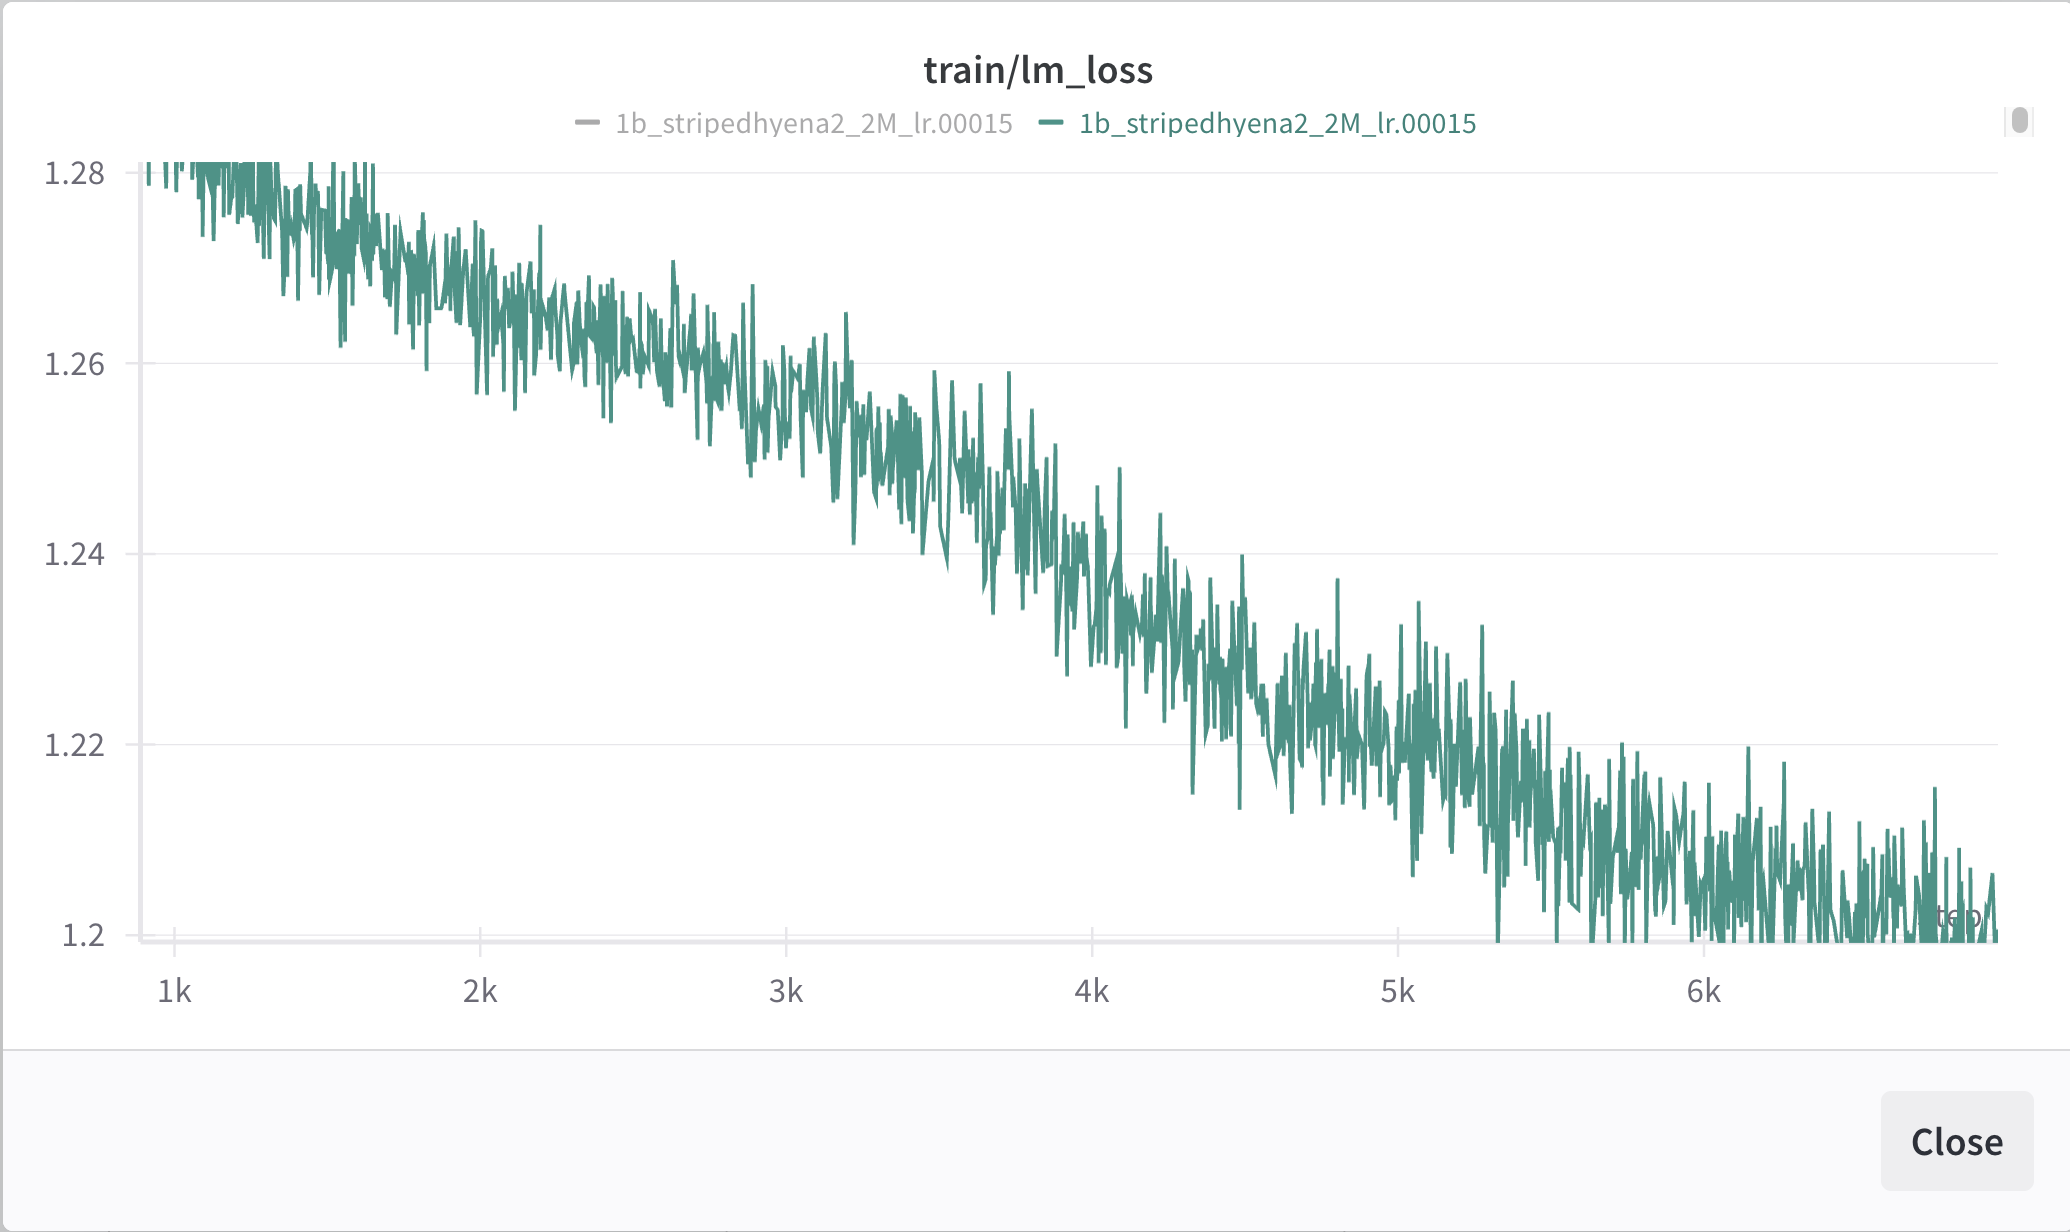 train/lm_loss
1b_stripedhyena2_2M_lr.00015 1b_stripedhyena2_2M_lr.00015
1.28
1.26
1.24
1.22
1.2
1k 2k 3k 4k 5k 6k
Close